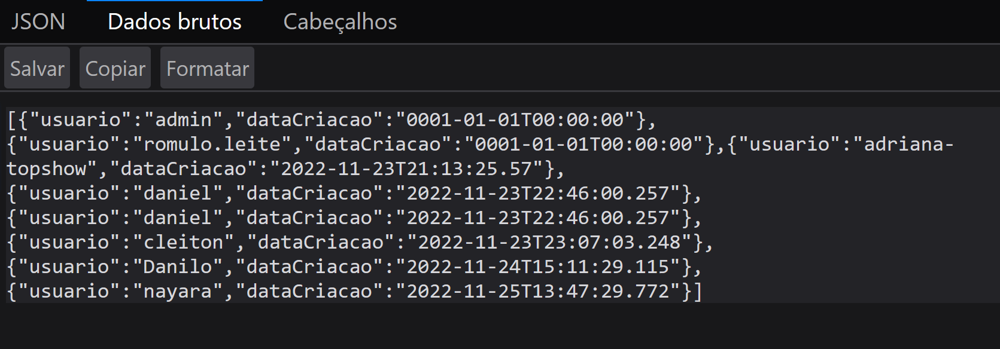 JSON Dados brutos Cabeçalhos
Salvar Copiar Formatar
[{"usuario":"admin","dataCriacao":"0001-01-01T00:00:00"},
{"usuario":"romulo.leite","dataCriacao":"0001-01-01T00:00:00"},{"usuario":"adriana-
topshow","dataCriacao":"2022-11-23T21:13:25.57"},
{"usuario":"daniel","dataCriacao":"2022-11-23T22:46:00.257"},
{"usuario":"daniel","dataCriacao":"2022-11-23T22:46:00.257"},
{"usuario":"cleiton","dataCriacao":"2022-11-23T23:07:03.248"},
{"usuario":"Danilo","dataCriacao":"2022-11-24T15:11:29.115"},
{"usuario":"nayara","dataCriacao":"2022-11-25T13:47:29.772"}]